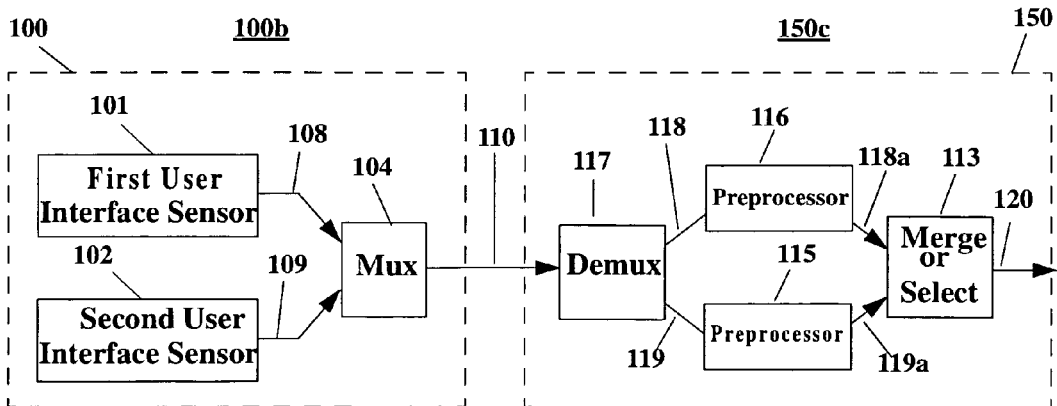 100
100b
150c
150
101
108
110
118
116
118a
113
104
117
120
First User
Interface Sensor
Preprocessor
Merge
or
Select
Mux
Demux
102
109
115
Second User
Interface Sensor
Preprocessor
119
119a